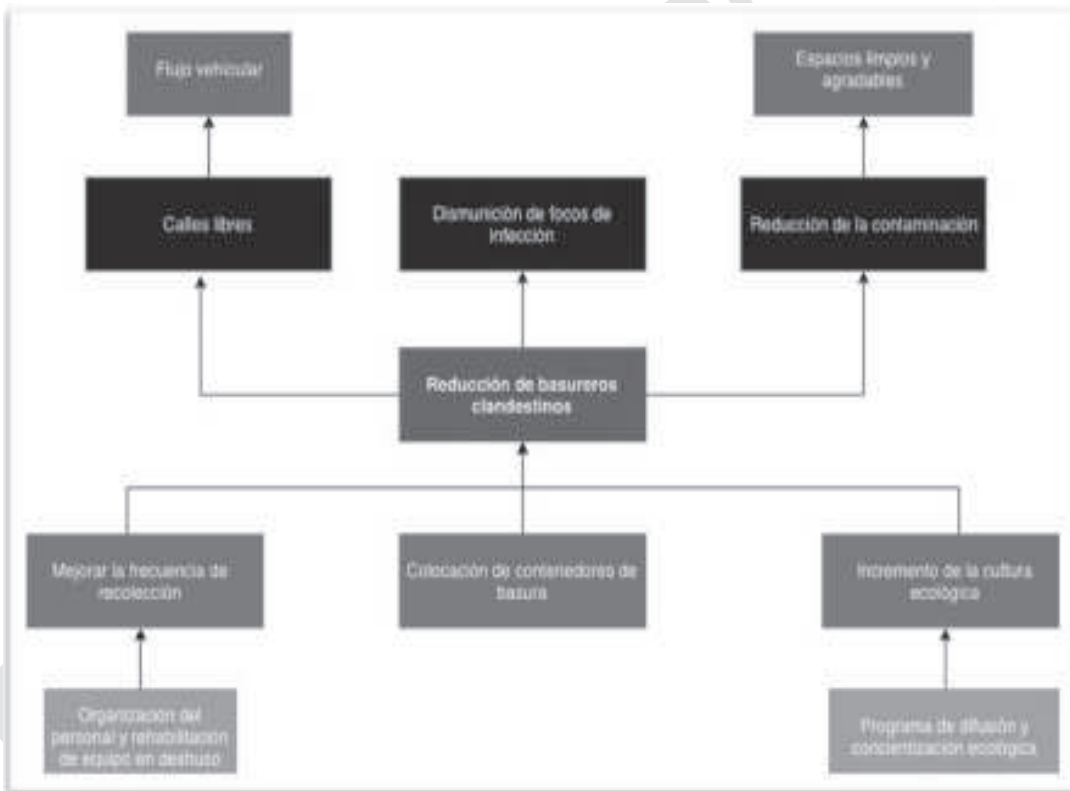 Flujo vehicular
Espacios limpios y
agradables
Calles libres
Dismunición de focos de
infección
Reducción de la contaminación
Reducción de basureros
clandestinos
Mejorar la frecuencia de
recolección
Colocación de contenedores de
basura
Incremento de la cultura
ecológica
Organización del
personal y rehabilitación
de equipo en deshuso
Programa de difusión y
concientización ecológica